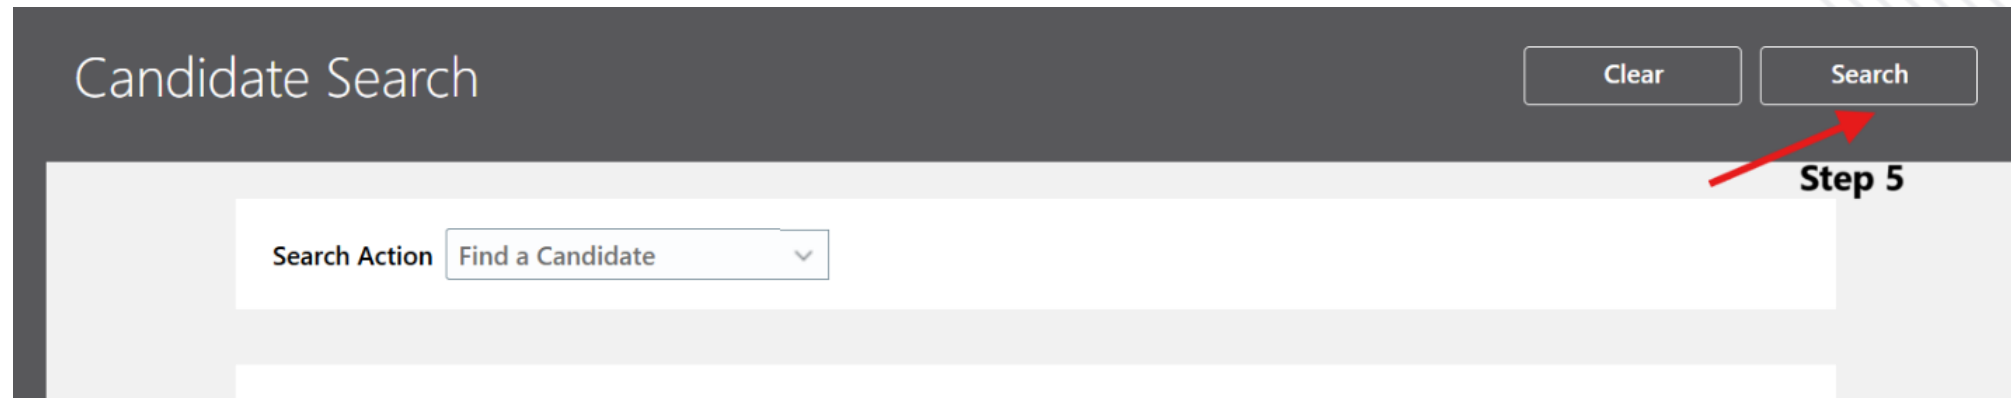 Candidate Search
Clear
Search
Step 5
Search Action
Find a Candidate